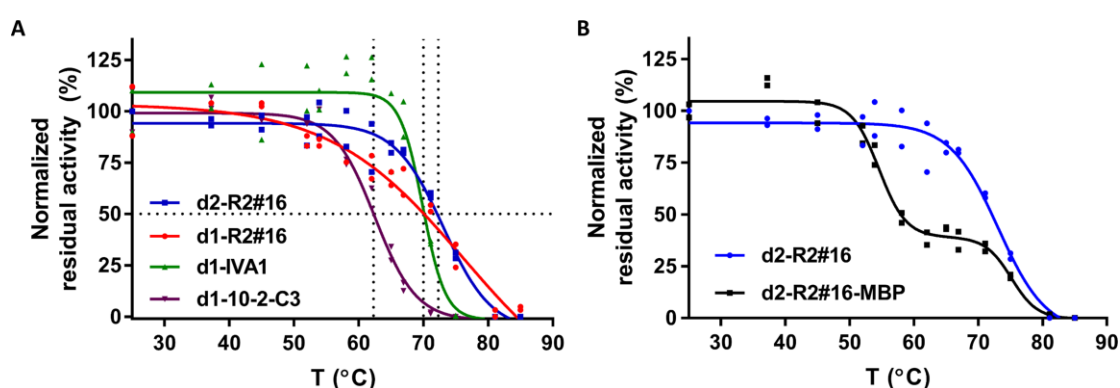 A
Normalized
residual activity (%)
125
100
75
50
25
0
d2-R2#16
d1-R2#16
d1-IVA1
d1-10-2-C3
30 40 50 60 70 80 90
T (°C)
B
Normalized
residual activity (%)
125
100
75
50
25
0
d2-R2#16
d2-R2#16-MBP
30 40 50 60 70 80 90
T (°C)